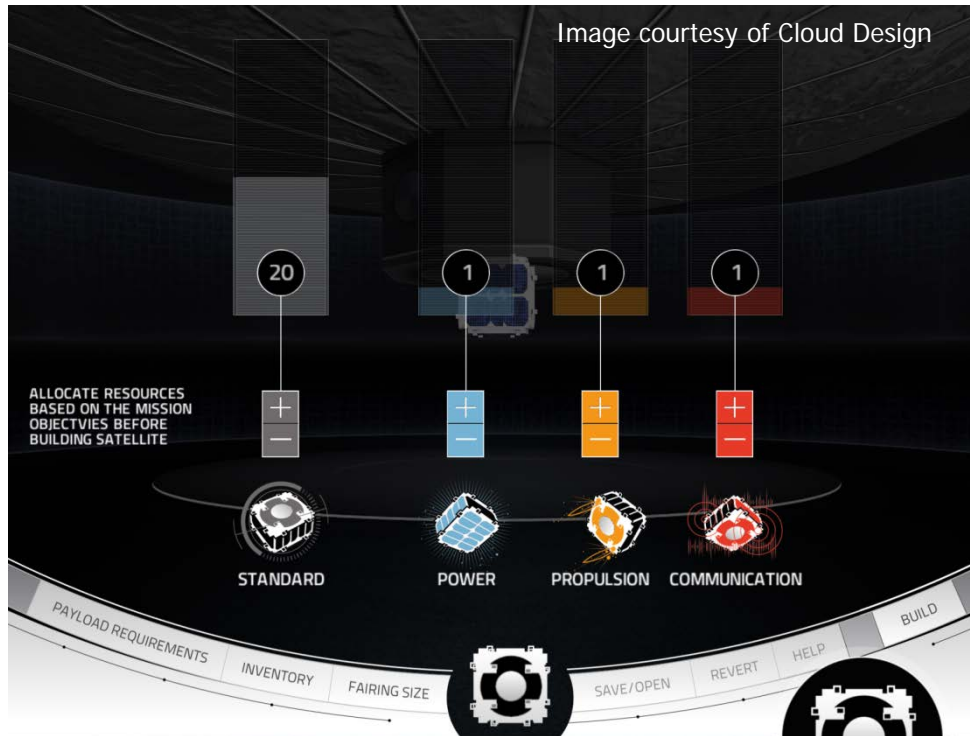 Image courtesy of Cloud Design
20
1
1
1
ALLOCATE RESOURCES
BASED ON THE MISSION
OBJECTVIES BEFORE
BUILDING SATELLITE
+
+
+
+
−
−
−
−
STANDARD
POWER
PROPULSION
COMMUNICATION
PAYLOAD REQUIREMENTS
INVENTORY
FAIRING SIZE
SAVE/OPEN
REVERT
HELP
BUILD